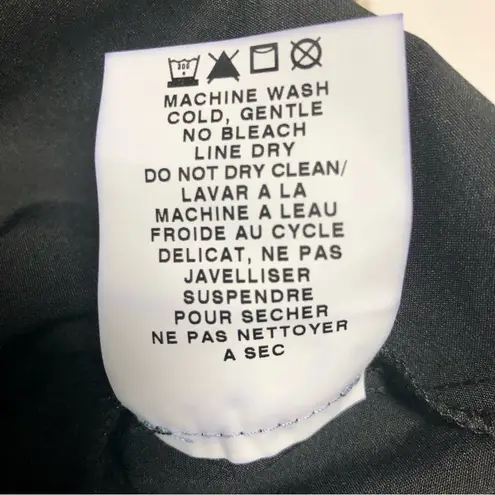 MACHINE WASH
COLD, GENTLE
NO BLEACH
LINE DRY
DO NOT DRY CLEAN/
LAVAR A LA
MACHINE A LEAU
FROIDE AU CYCLE
DELICAT, NE PAS
JAVELLISER
SUSPENDRE
POUR SECHER
NE PAS NETTOYER
A SEC